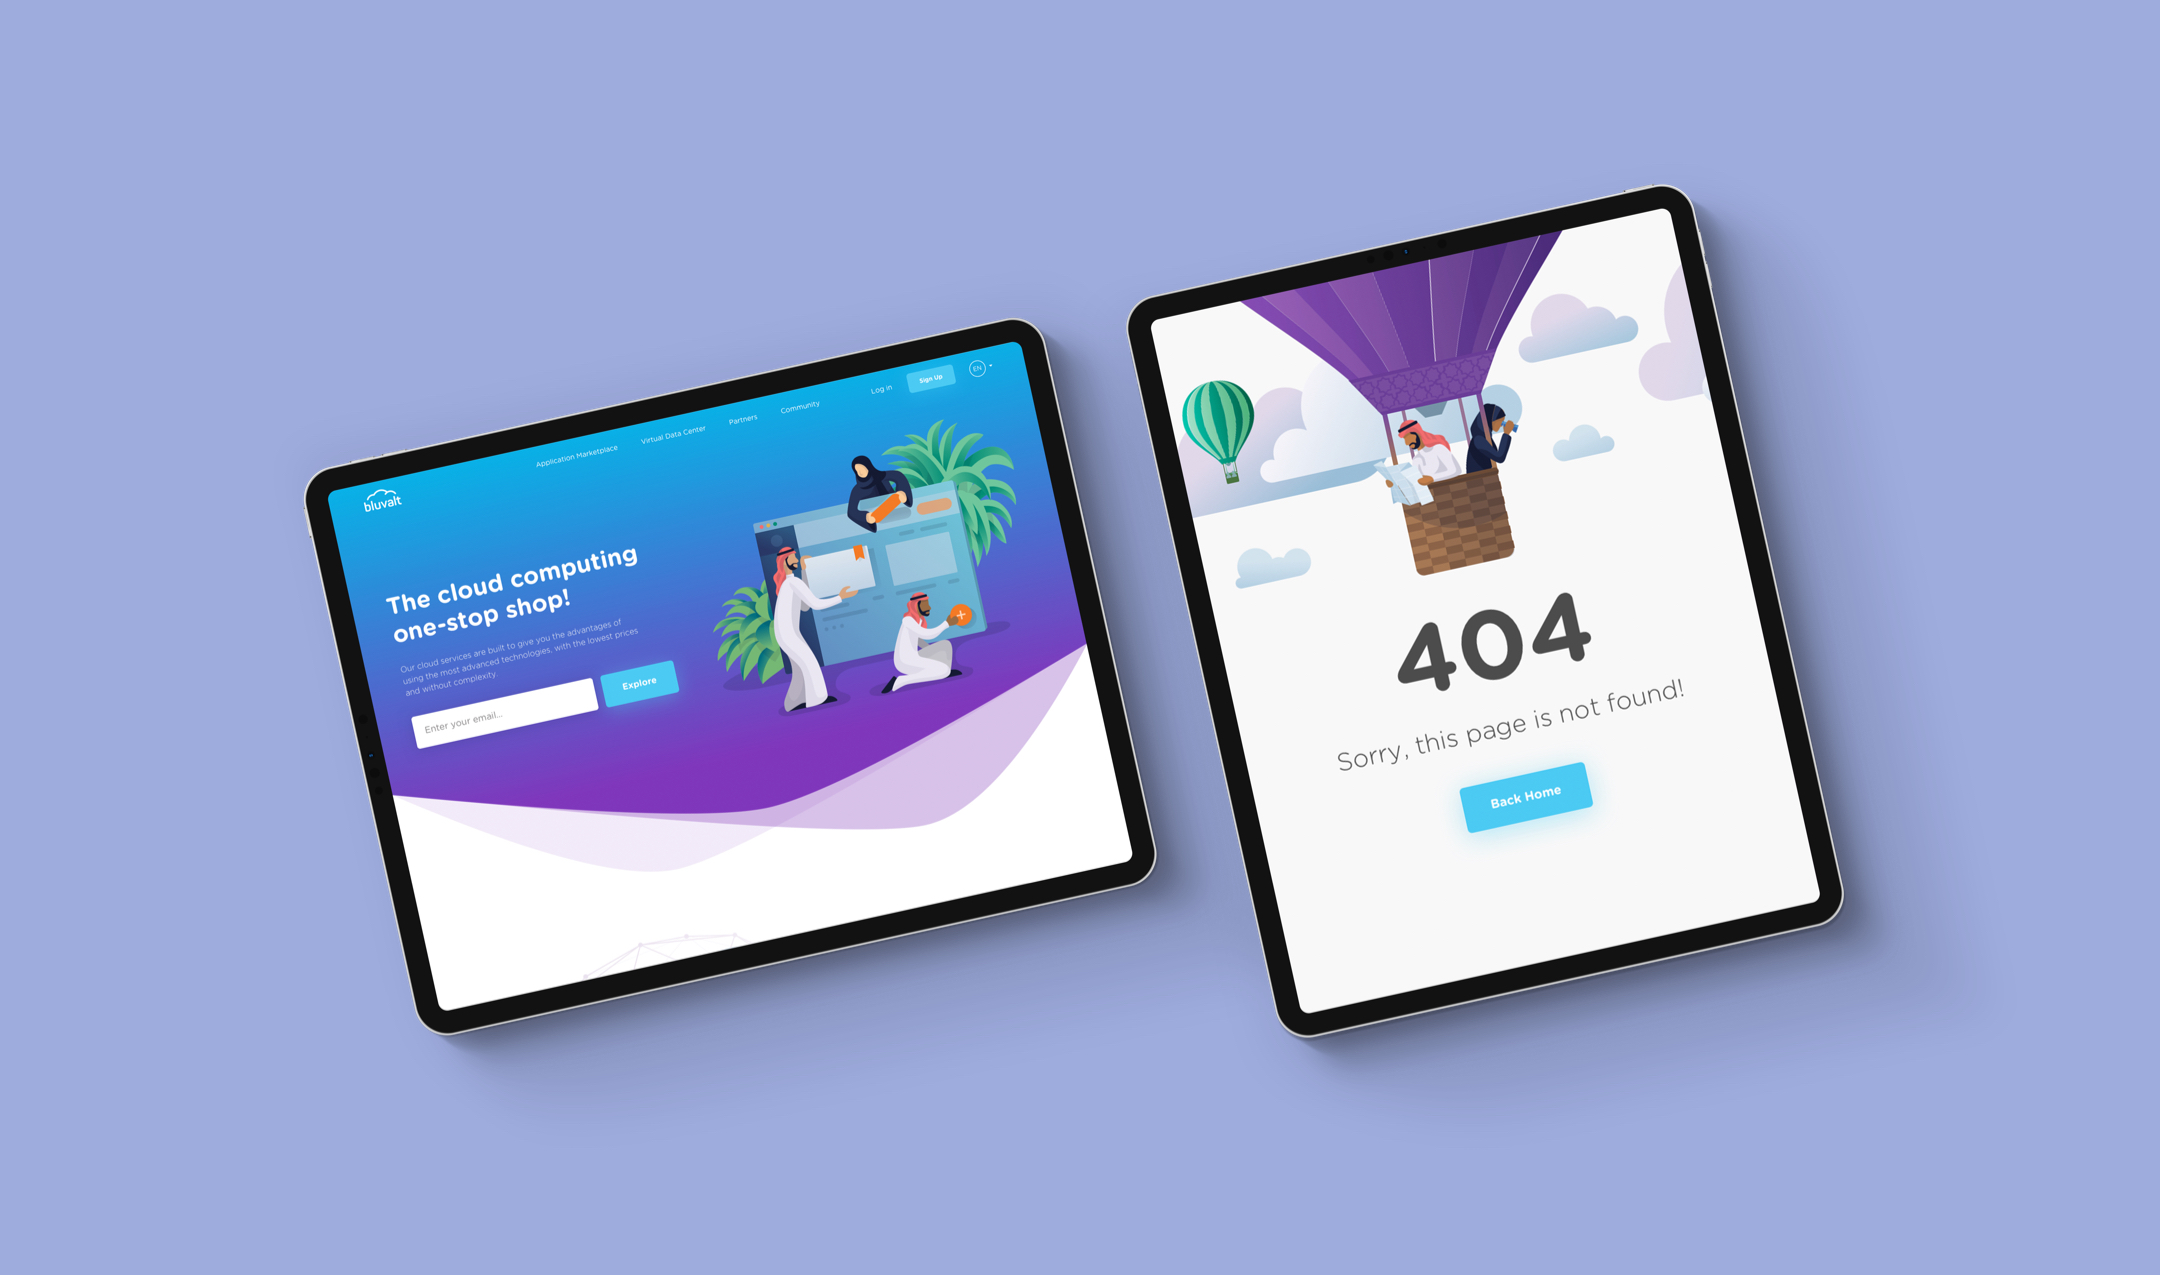 bluvalt
Application Marketplace
Virtual Data Center
Partners
Community
Log in
Sign Up
EN
The cloud computing
one-stop shop!
Our cloud services are built to give you the advantages of
using the most advanced technologies, with the lowest prices
and without complexity.
Enter your email...
Explore
404
Sorry, this page is not found!
Back Home